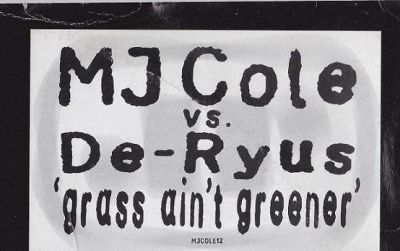 MJ Cole
vs.
De-Ryus
'grass ain't greener'
MJCOLE12